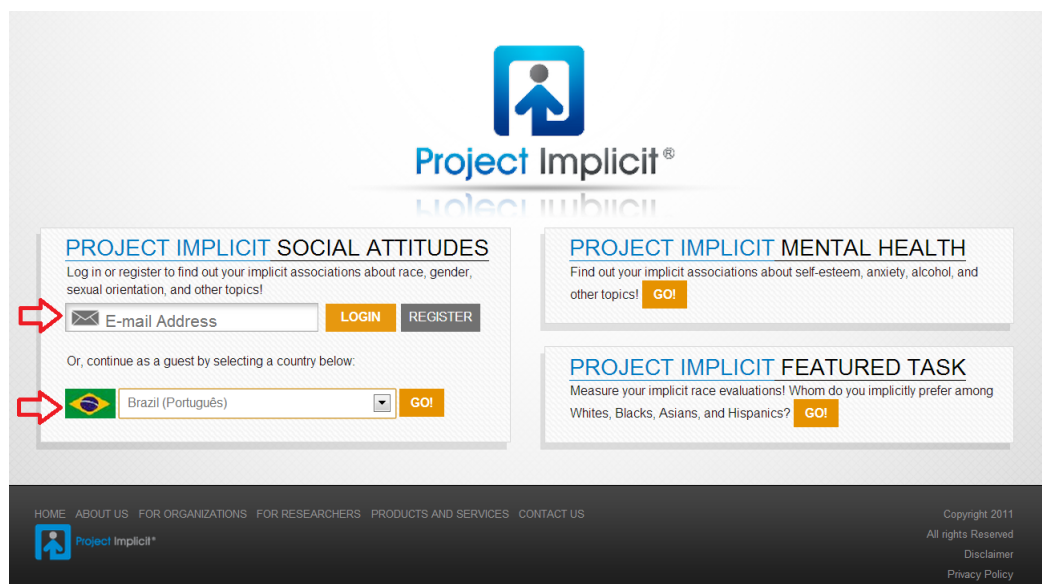 Project Implicit®
PROJECT IMPLICIT SOCIAL ATTITUDES
Log in or register to find out your implicit associations about race, gender,
sexual orientation, and other topics!
E-mail Address
LOGIN
REGISTER
Or, continue as a guest by selecting a country below:
Brazil (Português)
GO!
PROJECT IMPLICIT MENTAL HEALTH
Find out your implicit associations about self-esteem, anxiety, alcohol, and
other topics! GO!
PROJECT IMPLICIT FEATURED TASK
Measure your implicit race evaluations! Whom do you implicitly prefer among
Whites, Blacks, Asians, and Hispanics? GO!
HOME ABOUT US FOR ORGANIZATIONS FOR RESEARCHERS PRODUCTS AND SERVICES CONTACT US
Project Implicit®
Copyright 2011
All rights Reserved
Disclaimer
Privacy Policy